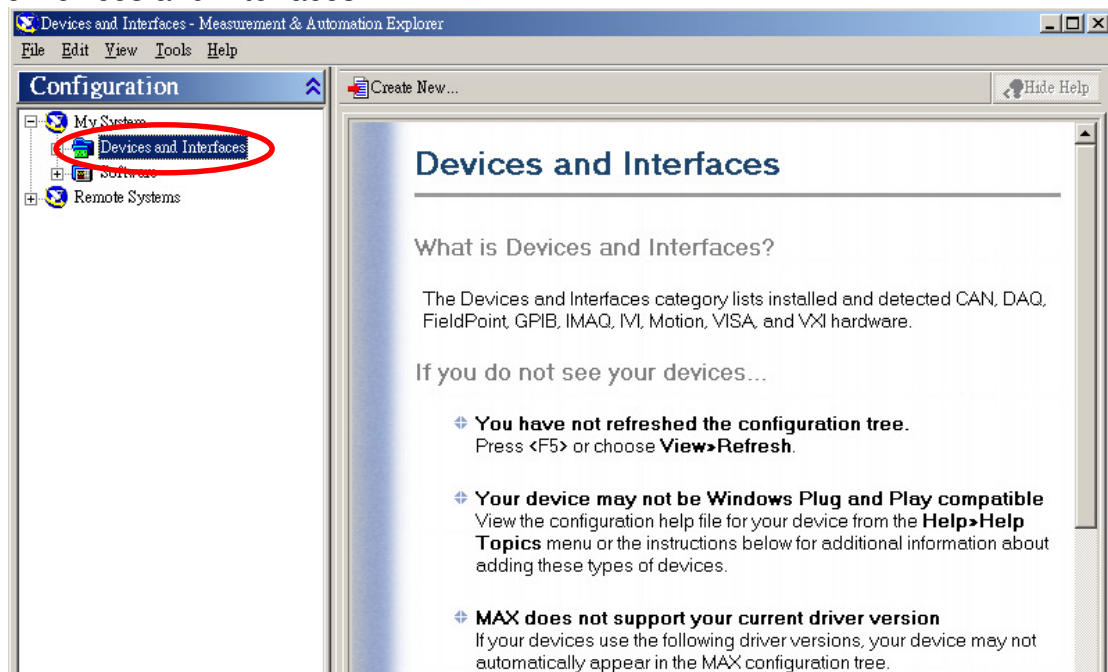 Devices and Interfaces - Measurement & Automation Explorer
File Edit View Tools Help
Configuration
Create New...
Hide Help
My System
Devices and Interfaces
Software
Remote Systems
Devices and Interfaces
What is Devices and Interfaces?
The Devices and Interfaces category lists installed and detected CAN, DAQ,
FieldPoint, GPIB, IMAQ, IVI, Motion, VISA, and VXI hardware.
If you do not see your devices...
You have not refreshed the configuration tree.
Press <F5> or choose View»Refresh.
Your device may not be Windows Plug and Play compatible
View the configuration help file for your device from the Help»Help
Topics menu or the instructions below for additional information about
adding these types of devices.
MAX does not support your current driver version
If your devices use the following driver versions, your device may not
automatically appear in the MAX configuration tree.